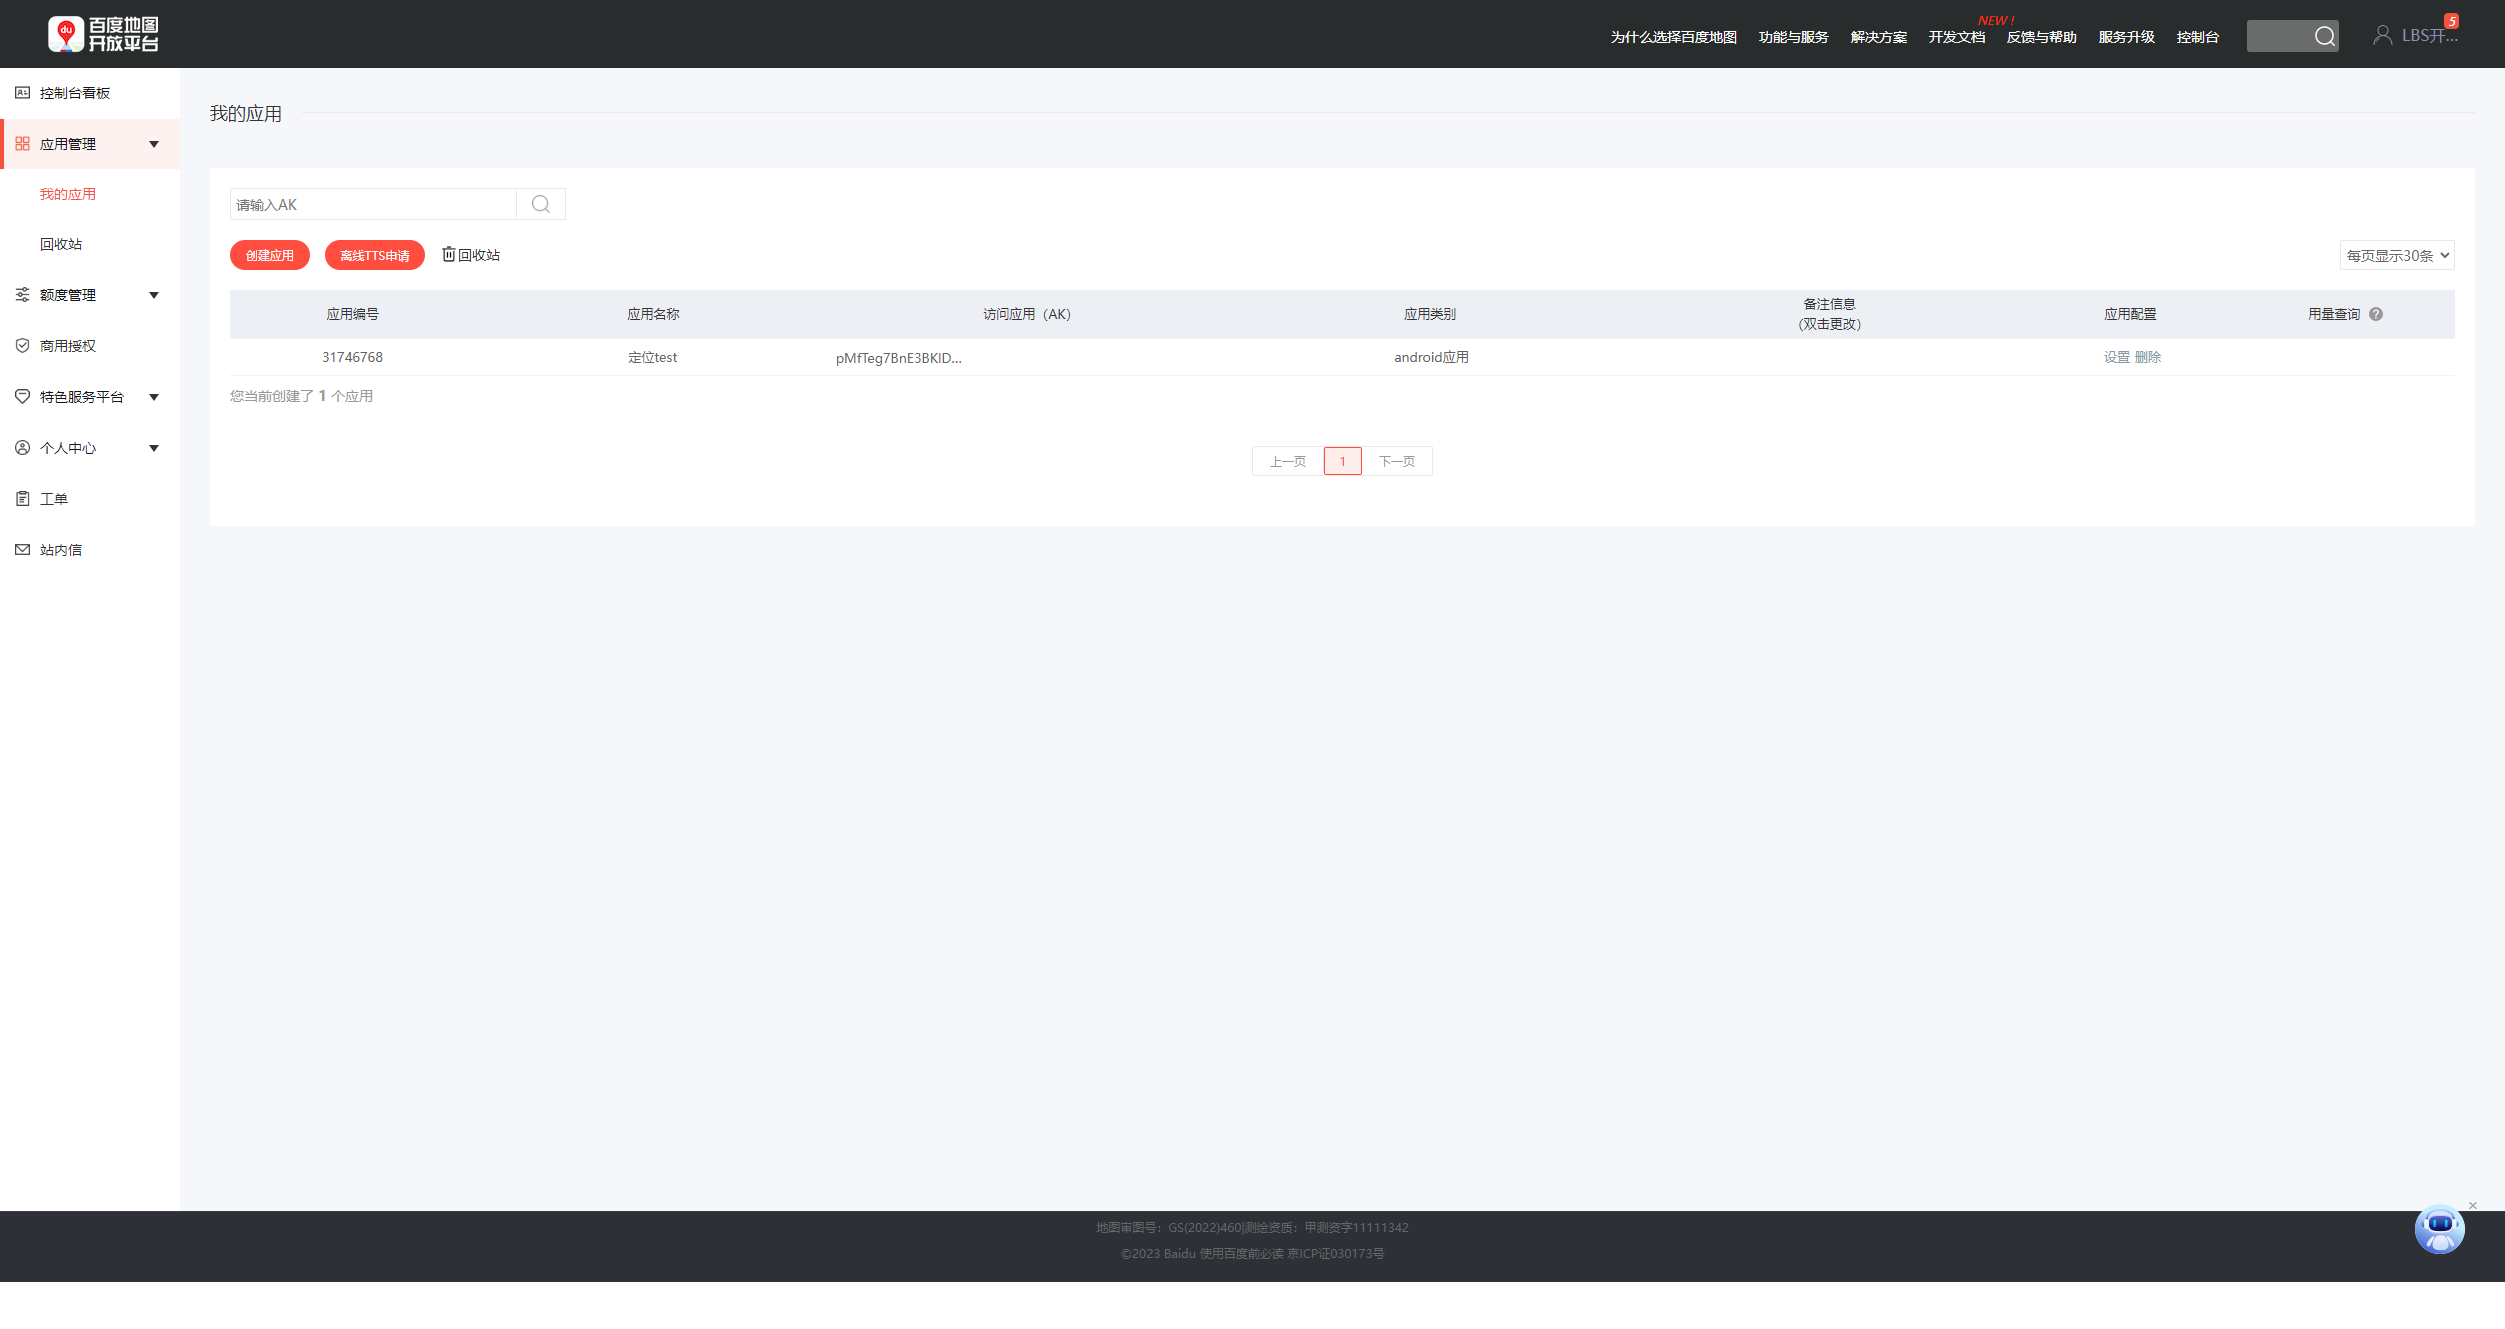 du 百度地图
开放平台
为什么选择百度地图 功能与服务 解决方案 开发文档 NEW ! 反馈与帮助 服务升级 控制台 LBS开... 5
控制台看板
应用管理
我的应用
回收站
额度管理
商用授权
特色服务平台
个人中心
工单
站内信
我的应用
请输入AK
创建应用 离线TTS申请 回收站 每页显示30条
应用编号 应用名称 访问应用（AK） 应用类别 备注信息 应用配置 用量查询 ?
（双击更改）
31746768 定位test pMfTeg7BnE3BKlD... android应用 设置 删除
您当前创建了 1 个应用
上一页 1 下一页
地图审图号：GS(2022)460|测绘资质：甲测资字11111342
©2023 Baidu 使用百度前必读 京ICP证030173号